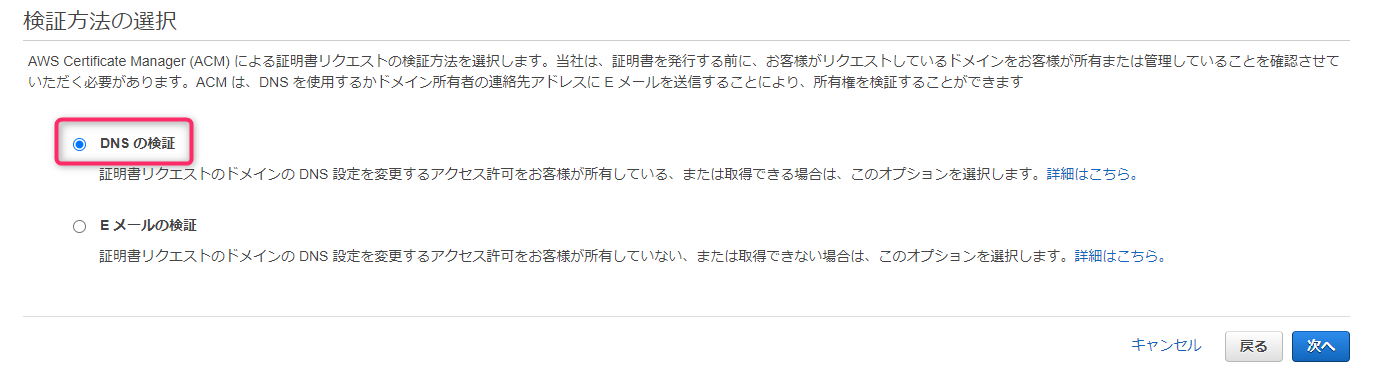 検証方法の選択
AWS Certificate Manager (ACM) による証明書リクエストの検証方法を選択します。当社は、証明書を発行する前に、お客様がリクエストしているドメインをお客様が所有または管理していることを確認させて
いただく必要があります。ACM は、DNS を使用するかドメイン所有者の連絡先アドレスに E メールを送信することにより、所有権を検証することができます
DNS の検証
証明書リクエストのドメインの DNS 設定を変更するアクセス許可をお客様が所有している、または取得できる場合は、このオプションを選択します。詳細はこちら。
E メールの検証
証明書リクエストのドメインの DNS 設定を変更するアクセス許可をお客様が所有していない、または取得できない場合は、このオプションを選択します。詳細はこちら。
キャンセル 戻る 次へ